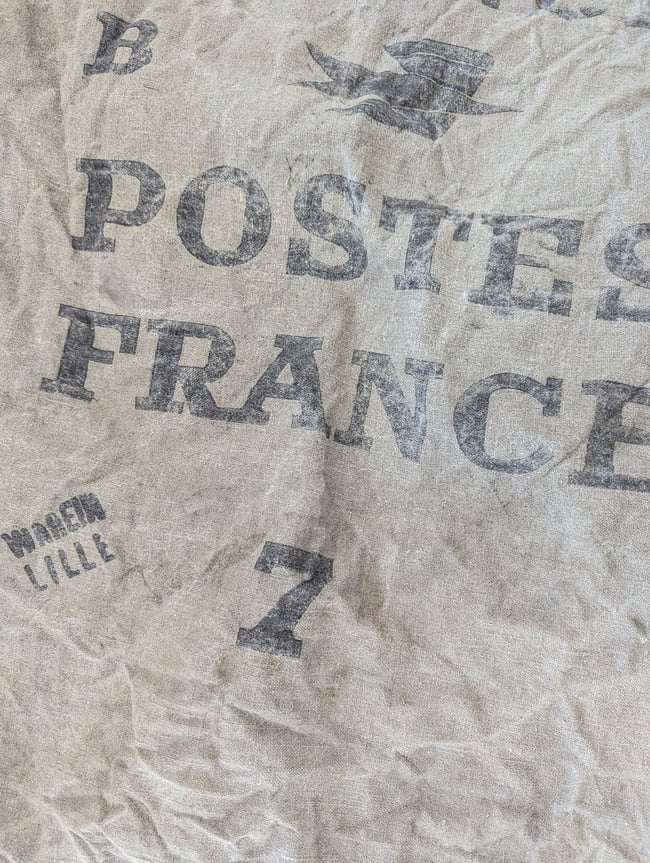 B
POSTES
FRANCE
WAREIN
LILLE
7